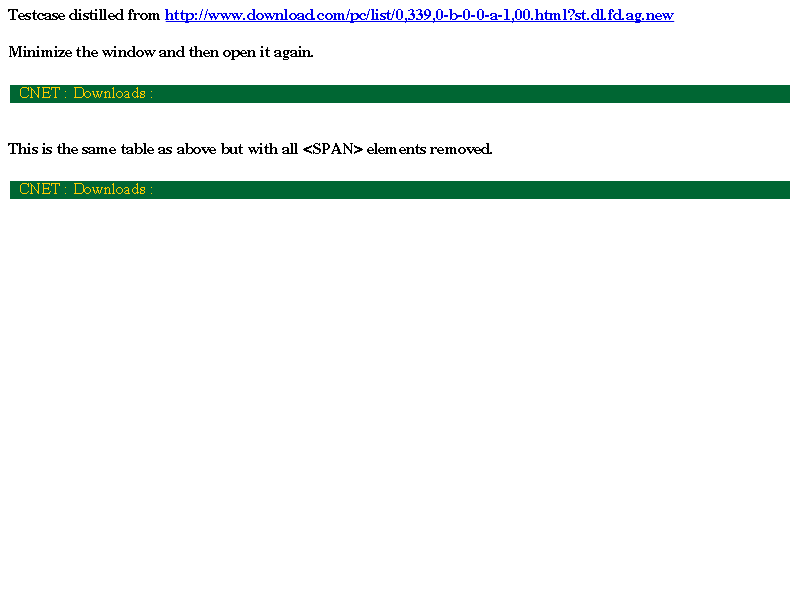 Testcase distilled from http://www.download.com/pc/list/0,339,0-b-0-0-a-1,00.html?st.dl.fd.ag.new
Minimize the window and then open it again.
CNET : Downloads :
This is the same table as above but with all <SPAN> elements removed.
CNET : Downloads :